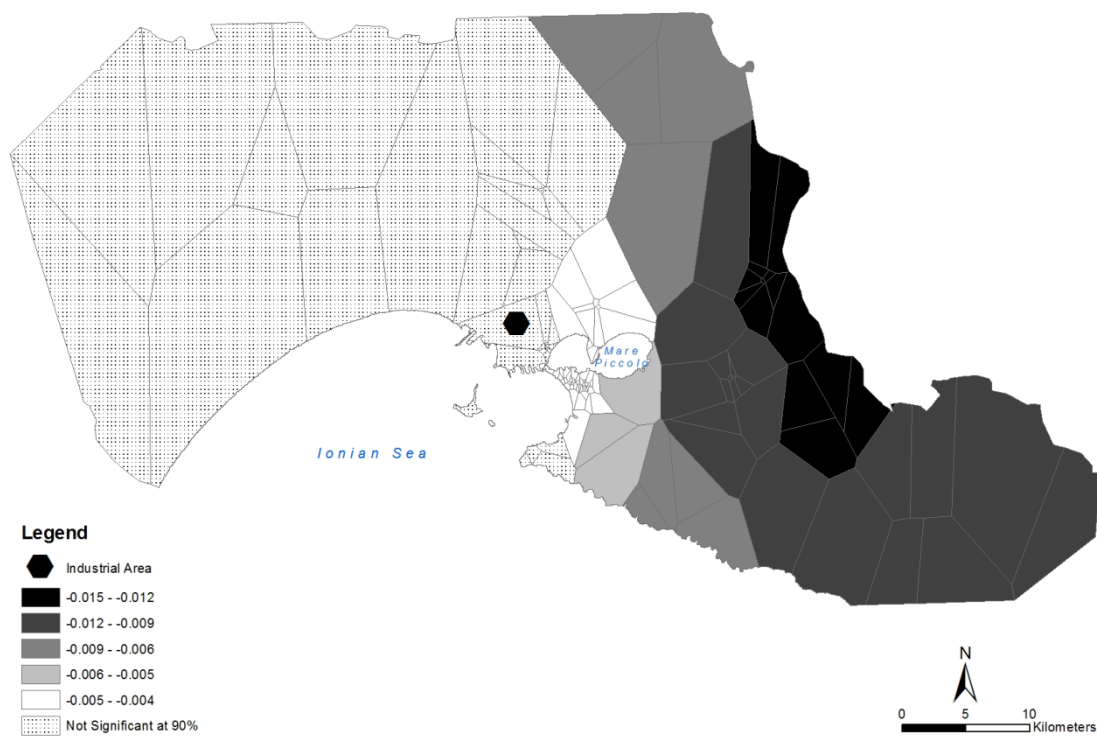 Mare
Piccolo
Ionian Sea
Legend
Industrial Area
-0.015 - -0.012
-0.012 - -0.009
-0.009 - -0.006
-0.006 - -0.005
-0.005 - -0.004
Not Significant at 90%
N
0 5 10
Kilometers